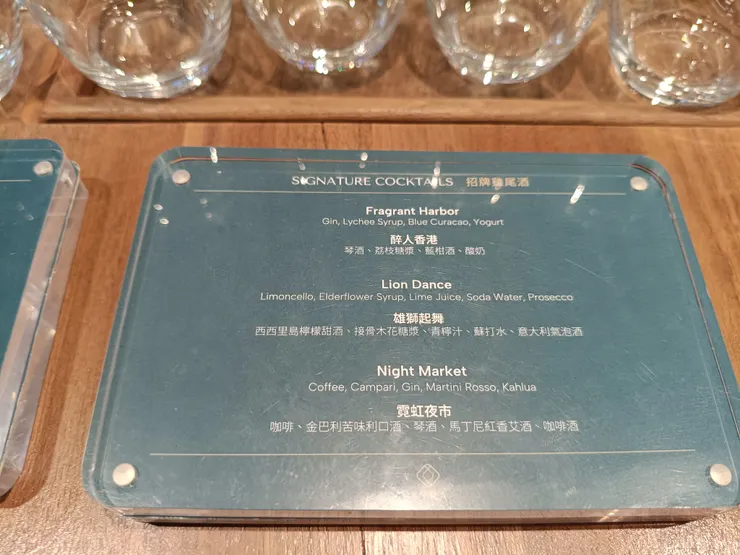 SIGNATURE COCKTAILS 招牌雞尾酒
Fragrant Harbor
Gin, Lychee Syrup, Blue Curacao, Yogurt
醉人香港
琴酒、荔枝糖漿、藍柑酒、酸奶
Lion Dance
Limoncello, Elderflower Syrup, Lime Juice, Soda Water, Prosecco
雄獅起舞
西西里島檸檬甜酒、接骨木花糖漿、青檸汁、蘇打水、意大利氣泡酒
Night Market
Coffee, Campari, Gin, Martini Rosso, Kahlua
霓虹夜市
咖啡、金巴利苦味利口酒、琴酒、馬丁尼紅香艾酒、咖啡酒